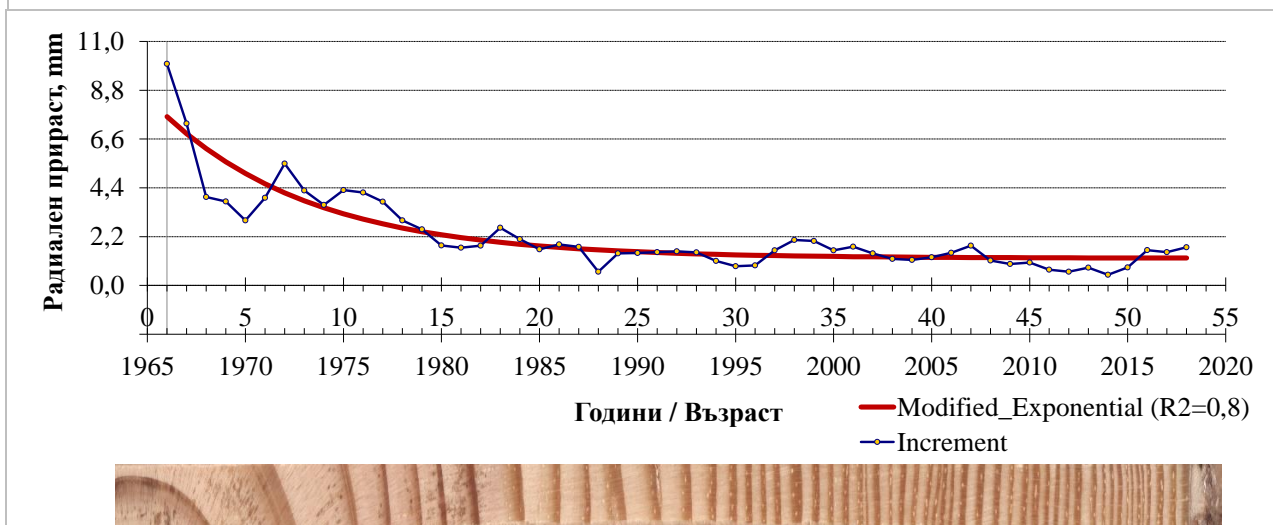 Радиален прираст, mm
11,0
8,8
6,6
4,4
2,2
0,0
0 5 10 15 20 25 30 35 40 45 50 55
1965 1970 1975 1980 1985 1990 1995 2000 2005 2010 2015 2020
Години / Възраст
Modified_Exponential (R2=0,8)
Increment